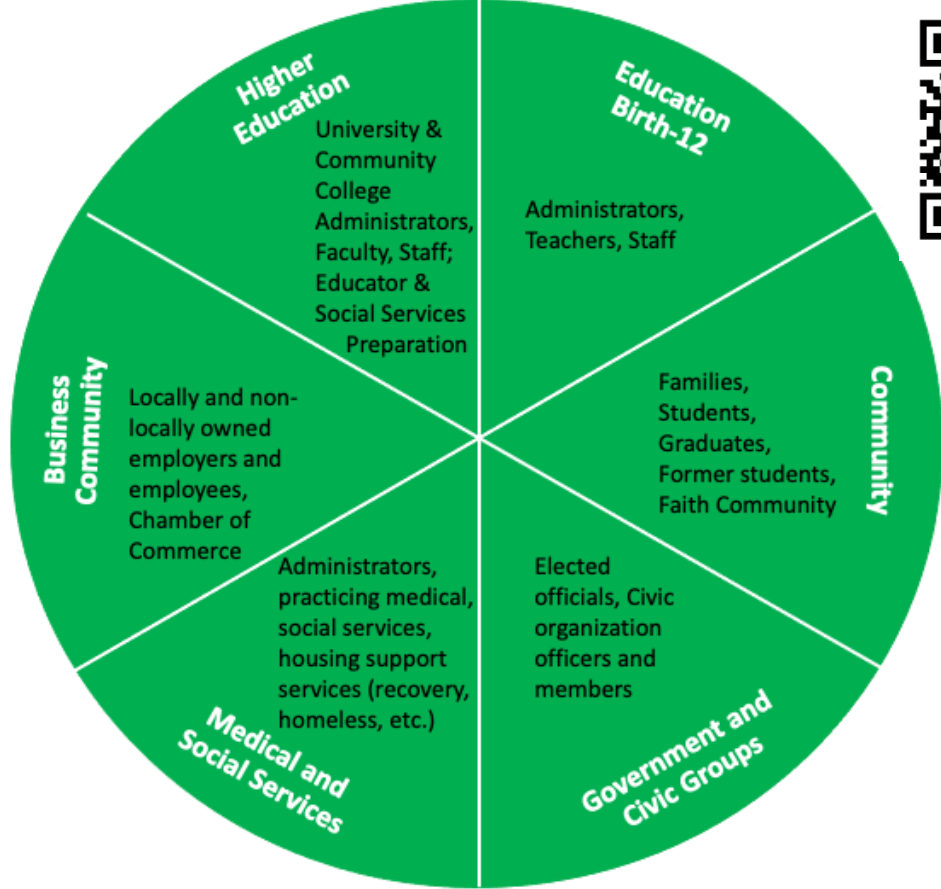 Higher
Education
University &
Community
College
Administrators,
Faculty, Staff;
Educator &
Social Services
Preparation
Education
Birth-12
Administrators,
Teachers, Staff
Community
Families,
Students,
Graduates,
Former students,
Faith Community
Government and
Civic Groups
Elected
officials, Civic
organization
officers and
members
Medical and
Social Services
Administrators,
practicing medical,
social services,
housing support
services (recovery,
homeless, etc.)
Business
Community
Locally and non-
locally owned
employers and
employees,
Chamber of
Commerce